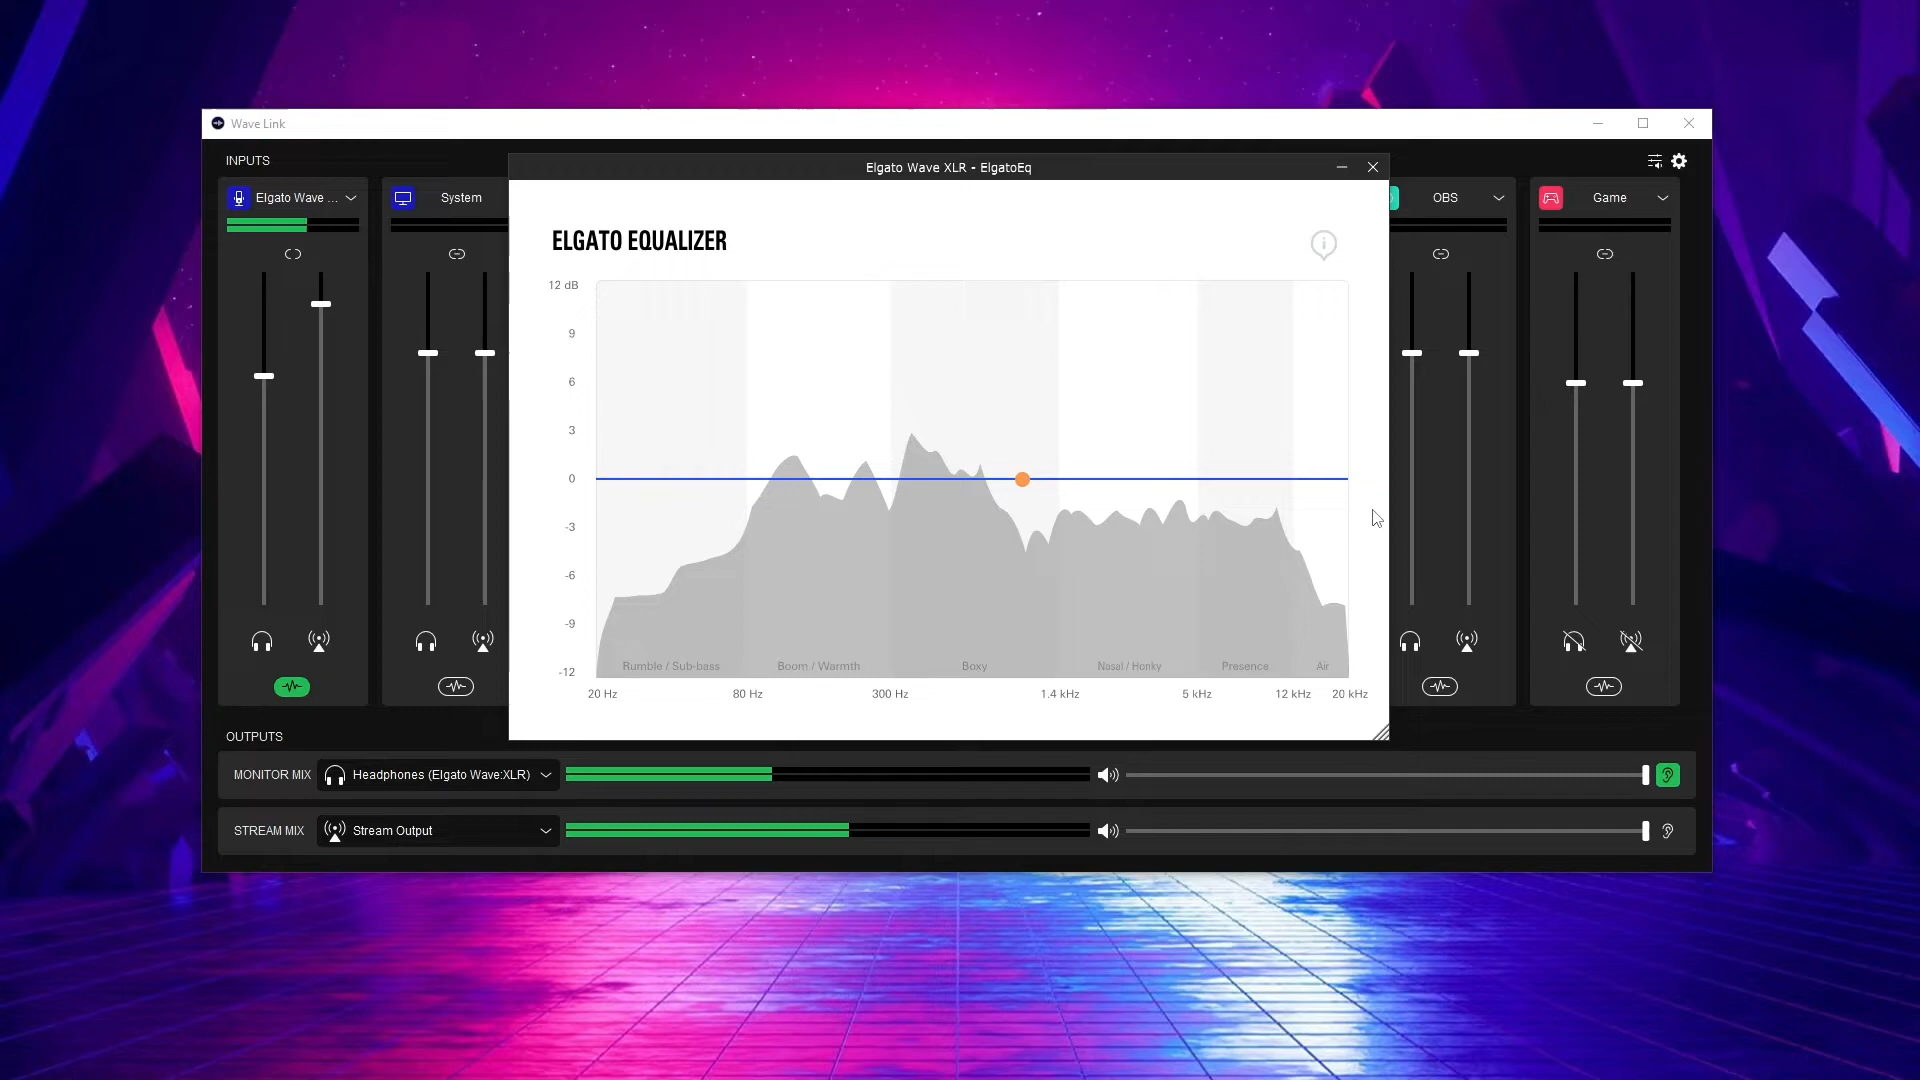 Wave Link
INPUTS
Elgato Wave XLR - ElgatoEq
Elgato Wave ...
System
OBS
Game
ELGATO EQUALIZER
12 dB
9
6
3
0
-3
-6
-9
-12
Rumble / Sub-bass
Boom / Warmth
Boxy
Nasal / Honky
Presence
Air
20 Hz
80 Hz
300 Hz
1.4 kHz
5 kHz
12 kHz
20 kHz
OUTPUTS
MONITOR MIX
Headphones (Elgato Wave:XLR)
STREAM MIX
Stream Output